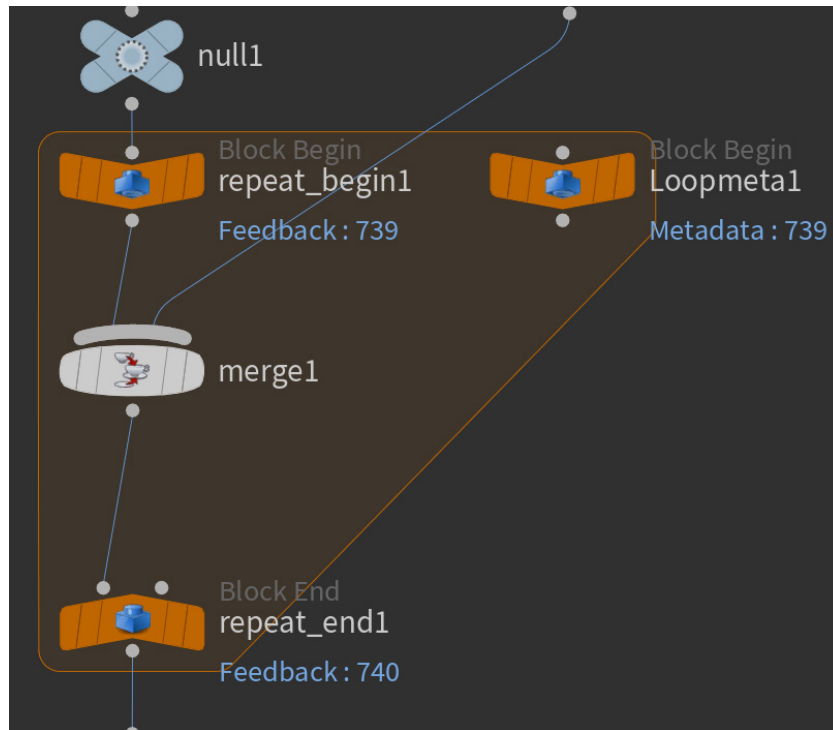 null1
Block Begin
repeat_begin1
Feedback : 739
Block Begin
Loopmeta1
Metadata : 739
merge1
Block End
repeat_end1
Feedback : 740